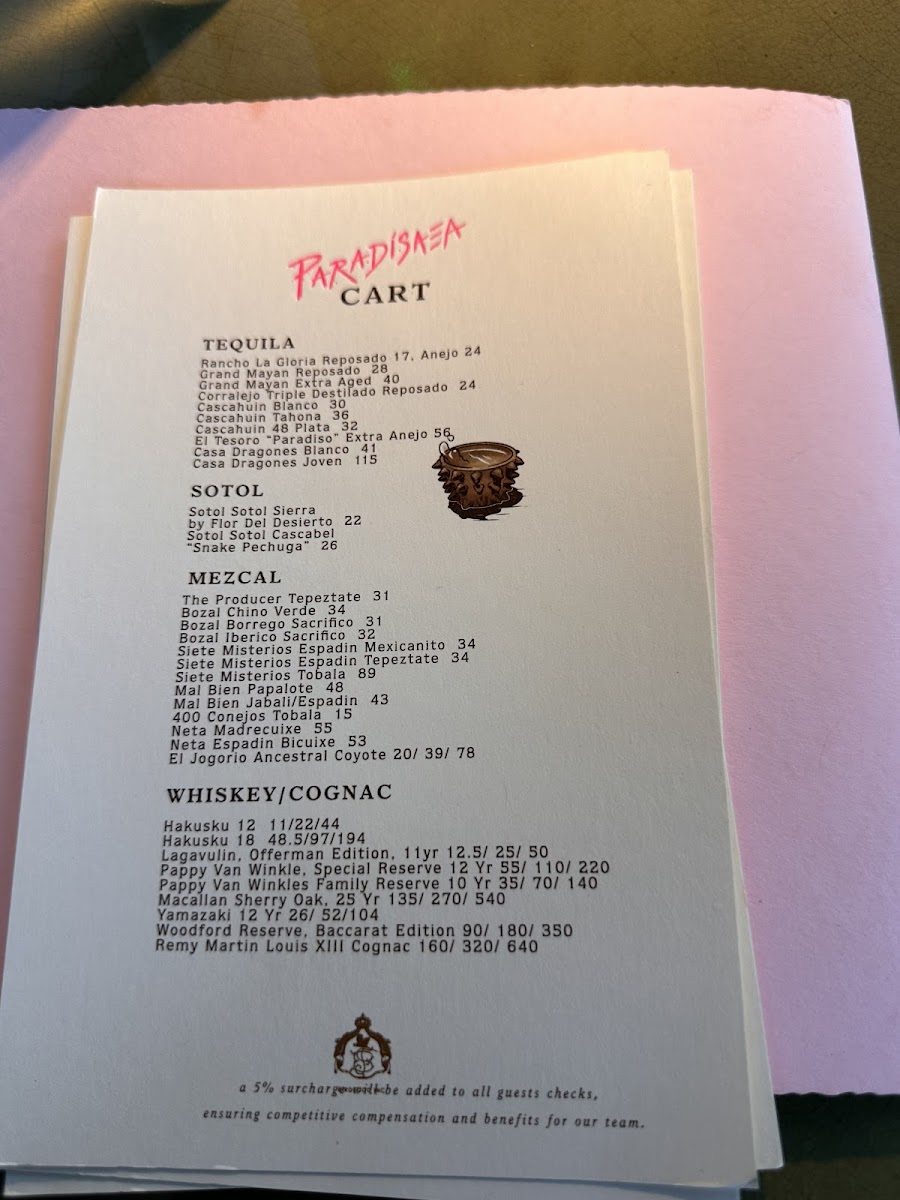 PARADISAEA
CART
TEQUILA
Rancho La Gloria Reposado 17, Anejo 24
Grand Mayan Reposado 28
Grand Mayan Extra Aged 40
Corralejo Triple Destilado Reposado 24
Cascahuin Blanco 30
Cascahuin Tahona 36
Cascahuin 48 Plata 32
El Tesoro "Paradiso" Extra Anejo 56
Casa Dragones Blanco 41
Casa Dragones Joven 115
SOTOL
Sotol Sotol Sierra
by Flor Del Desierto 22
Sotol Sotol Cascabel
"Snake Pechuga" 26
MEZCAL
The Producer Tepeztate 31
Bozal Chino Verde 34
Bozal Borrego Sacrifico 31
Bozal Iberico Sacrifico 32
Siete Misterios Espadin Mexicanito 34
Siete Misterios Espadin Tepeztate 34
Siete Misterios Tobala 89
Mal Bien Papalote 48
Mal Bien Jabali/Espadin 43
400 Conejos Tobala 15
Neta Madrecuixe 55
Neta Espadin Bicuixe 53
El Jogorio Ancestral Coyote 20/ 39/ 78
WHISKEY/COGNAC
Hakusku 12 11/22/44
Hakusku 18 48.5/97/194
Lagavulin, Offerman Edition, 11yr 12.5/ 25/ 50
Pappy Van Winkle, Special Reserve 12 Yr 55/ 110/ 220
Pappy Van Winkles Family Reserve 10 Yr 35/ 70/ 140
Macallan Sherry Oak, 25 Yr 135/ 270/ 540
Yamazaki 12 Yr 26/ 52/104
Woodford Reserve, Baccarat Edition 90/ 180/ 350
Remy Martin Louis XIII Cognac 160/ 320/ 640
a 5% surcharge will be added to all guests checks,
ensuring competitive compensation and benefits for our team.